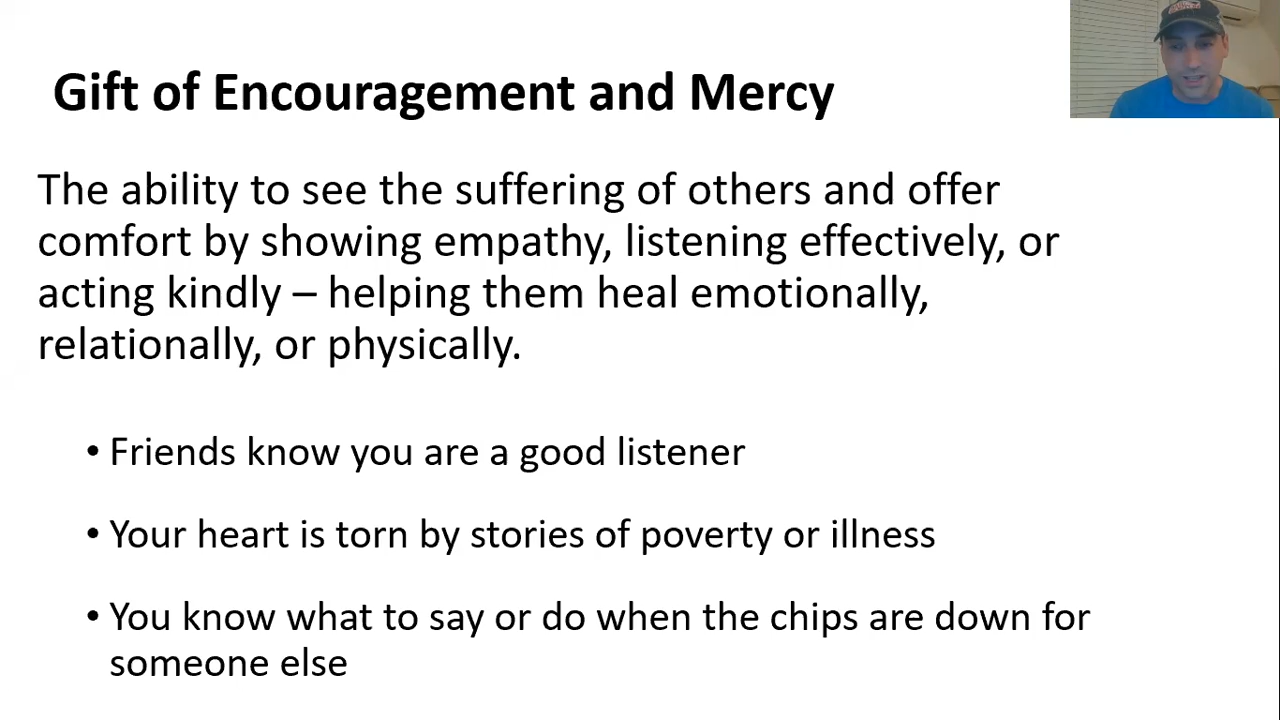 Gift of Encouragement and Mercy
The ability to see the suffering of others and offer
comfort by showing empathy, listening effectively, or
acting kindly – helping them heal emotionally,
relationally, or physically.
• Friends know you are a good listener
• Your heart is torn by stories of poverty or illness
• You know what to say or do when the chips are down for
someone else